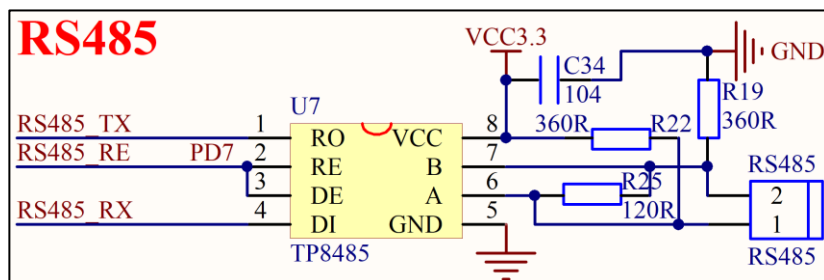 RS485
VCC3.3
GND
C34
104
R19
360R
U7
RS485_TX
1
RO
VCC
8
360R
R22
RS485_RE
PD7
2
RE
B
7
RS485
3
DE
A
6
R25
120R
2
RS485_RX
4
DI
GND
5
1
TP8485
RS485